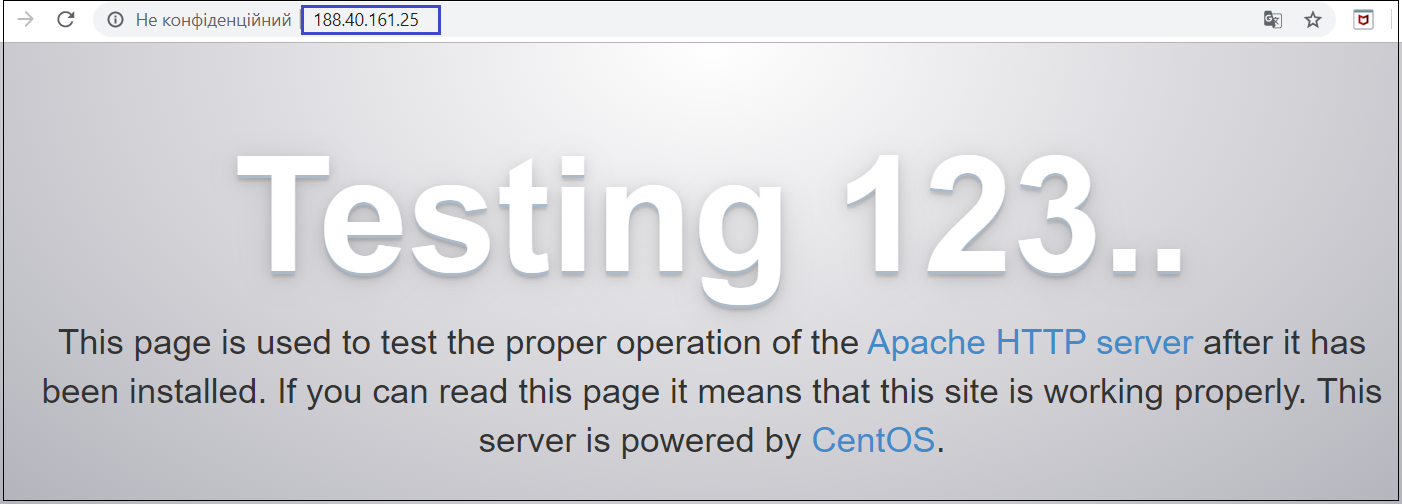 Не конфіденційний | 188.40.161.25
Testing 123..
This page is used to test the proper operation of the Apache HTTP server after it has
been installed. If you can read this page it means that this site is working properly. This
server is powered by CentOS.